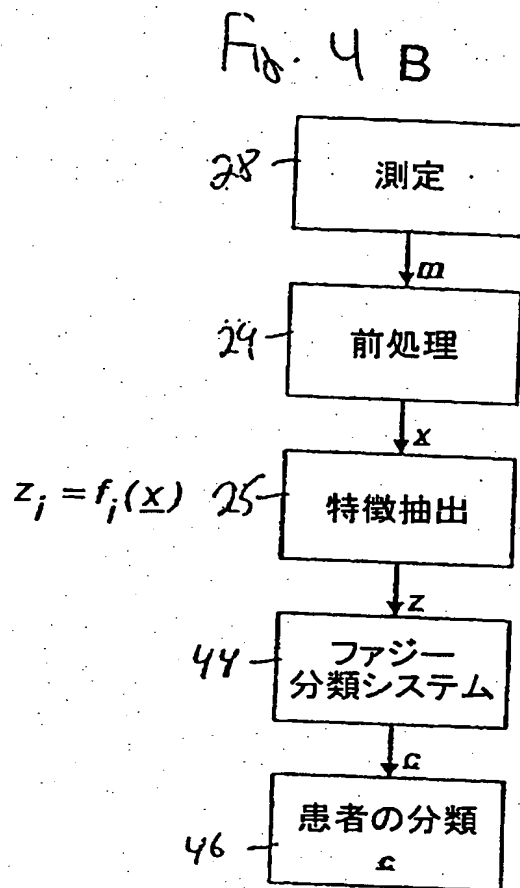 Fig. 4 B
28
測定
m
24
前処理
x
z_i = f_i(x)
25
特徴抽出
z
44
ファジー
分類システム
c
46
患者の分類
c